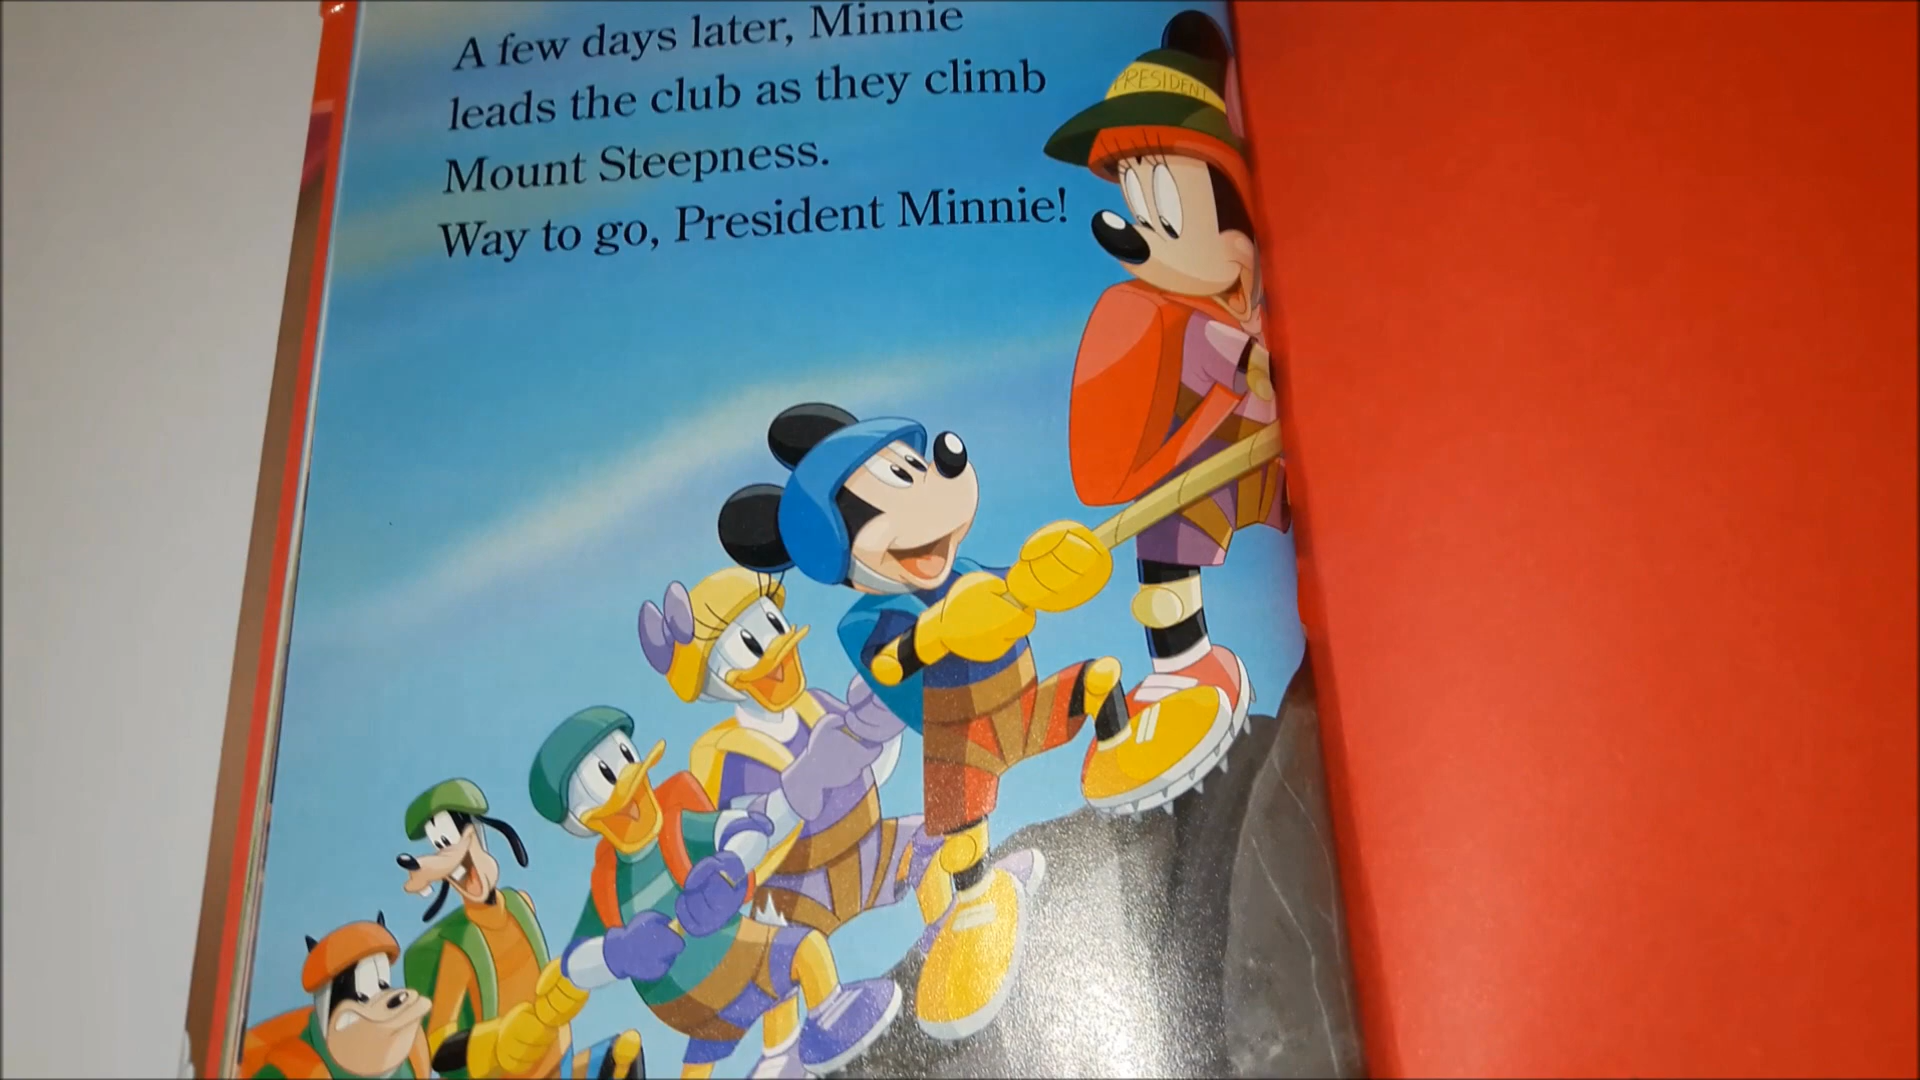 A few days later, Minnie
leads the club as they climb
Mount Steepness.
Way to go, President Minnie!
PRESIDENT